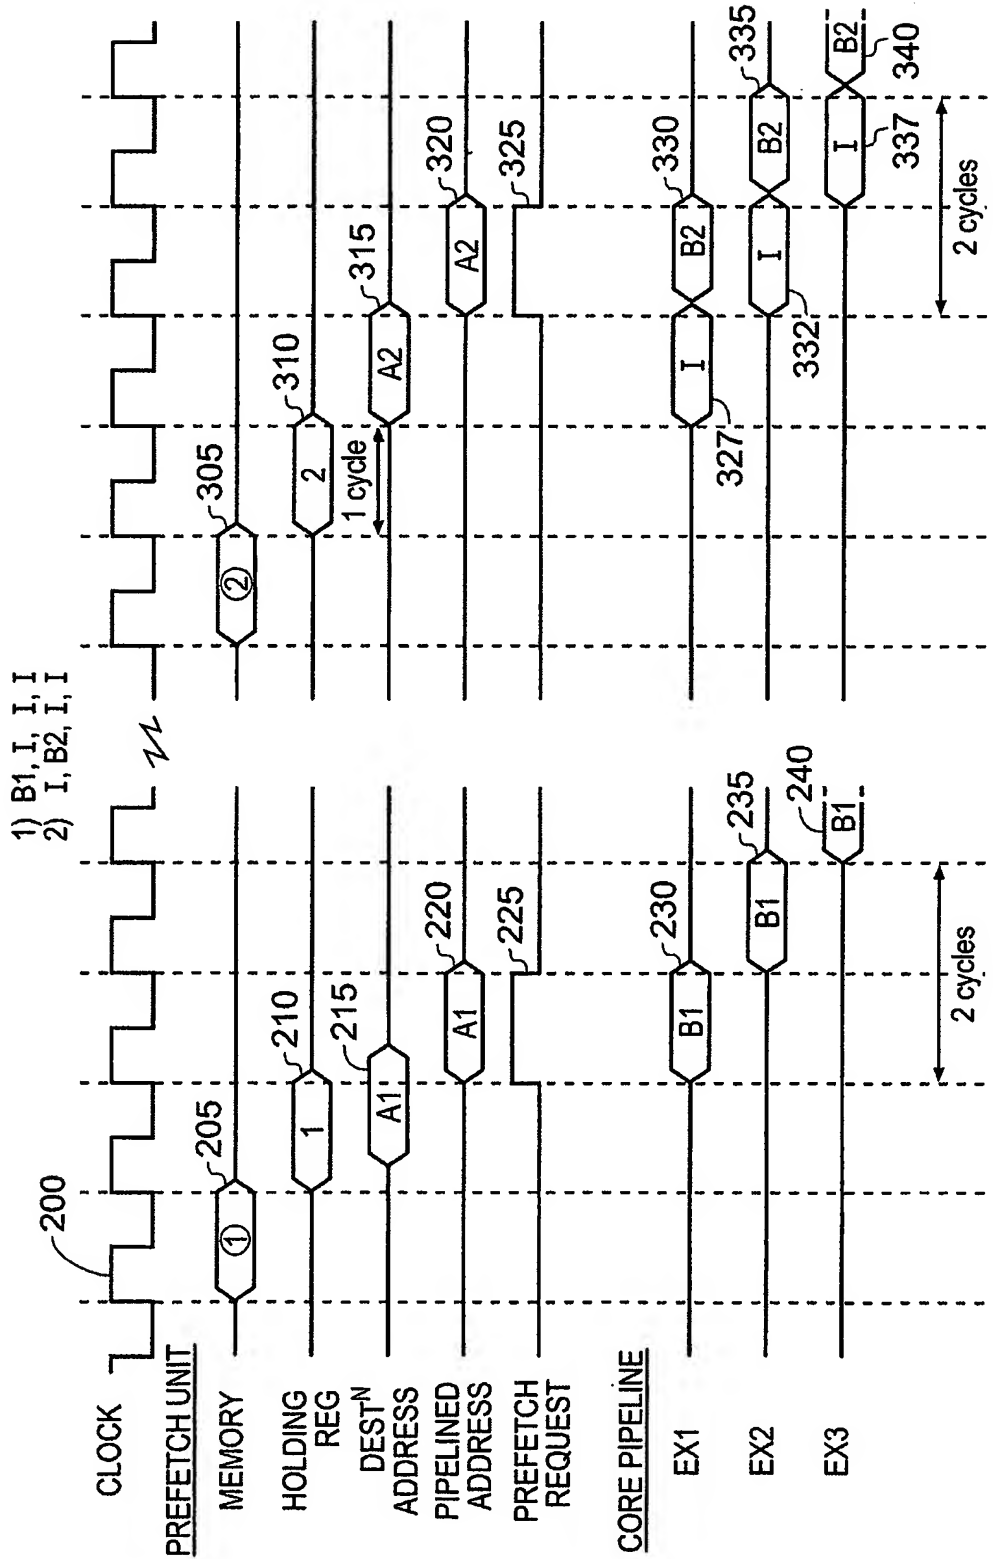 1) B1, I, I, I
2) I, B2, I, I
CLOCK
200
PREFETCH UNIT
MEMORY
1
205
2
305
HOLDING
REG
1
210
2
310
1 cycle
DEST^N
ADDRESS
A1
215
A2
315
PIPELINED
ADDRESS
A1
220
A2
320
PREFETCH
REQUEST
225
325
CORE PIPELINE
EX1
B1
230
I
327
B2
330
EX2
B1
235
I
332
B2
335
EX3
B1
240
I
337
B2
340
2 cycles
2 cycles